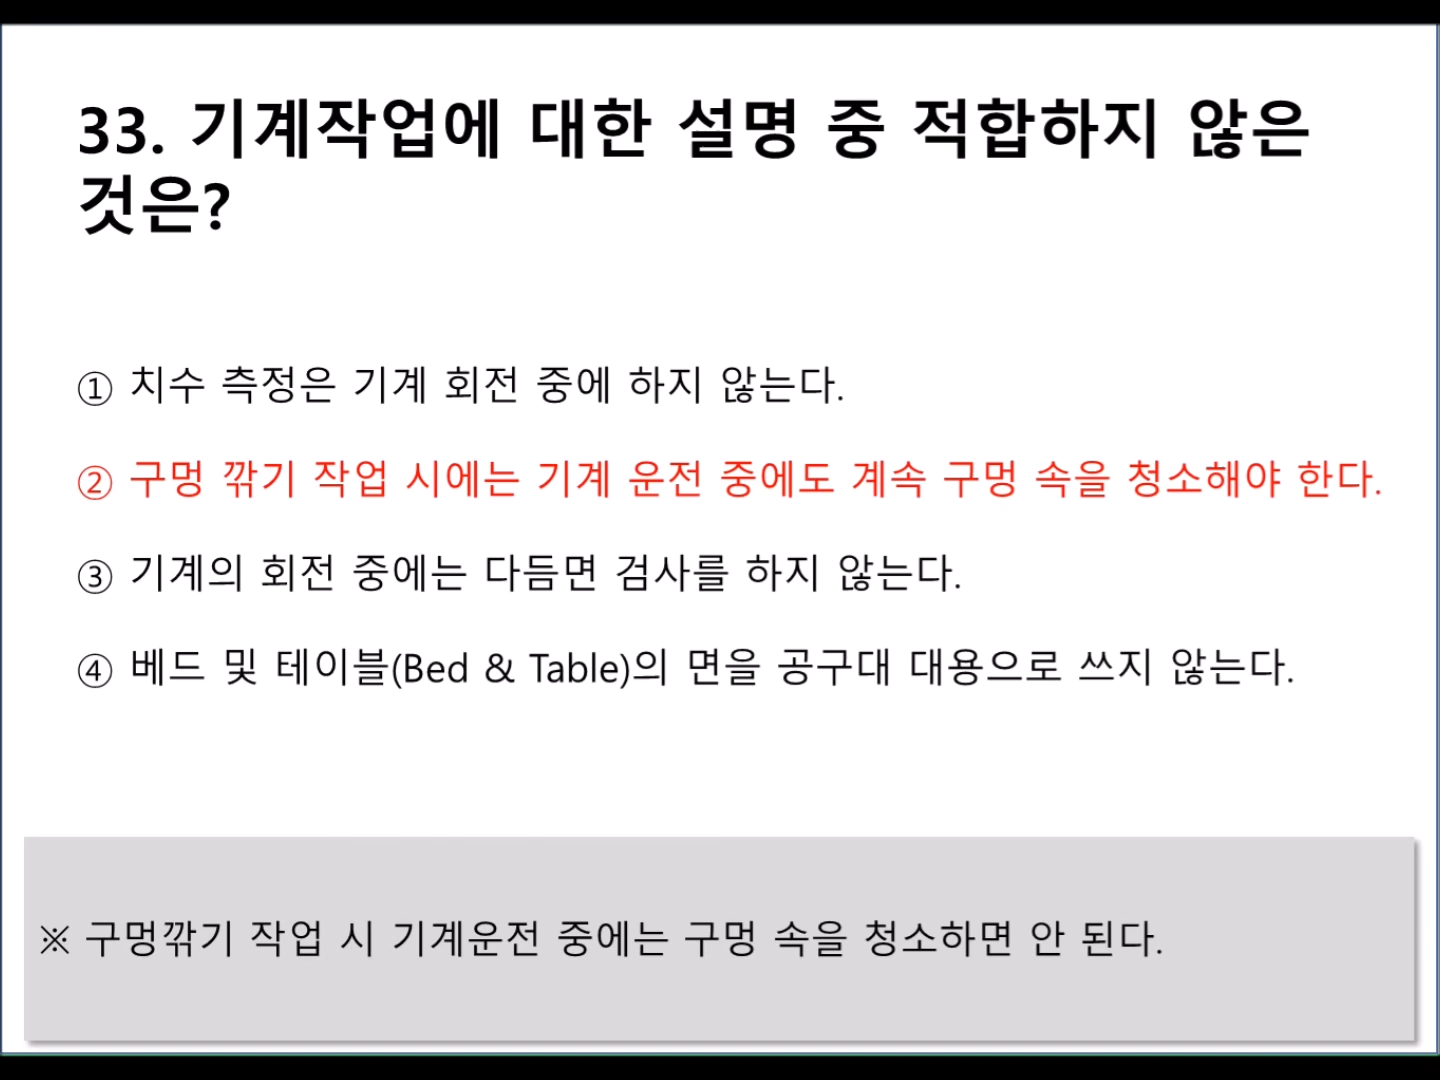 33. 기계작업에 대한 설명 중 적합하지 않은
것은?
① 치수 측정은 기계 회전 중에 하지 않는다.
② 구멍 깎기 작업 시에는 기계 운전 중에도 계속 구멍 속을 청소해야 한다.
③ 기계의 회전 중에는 다듬면 검사를 하지 않는다.
④ 베드 및 테이블(Bed & Table)의 면을 공구대 대용으로 쓰지 않는다.
※ 구멍깎기 작업 시 기계운전 중에는 구멍 속을 청소하면 안 된다.